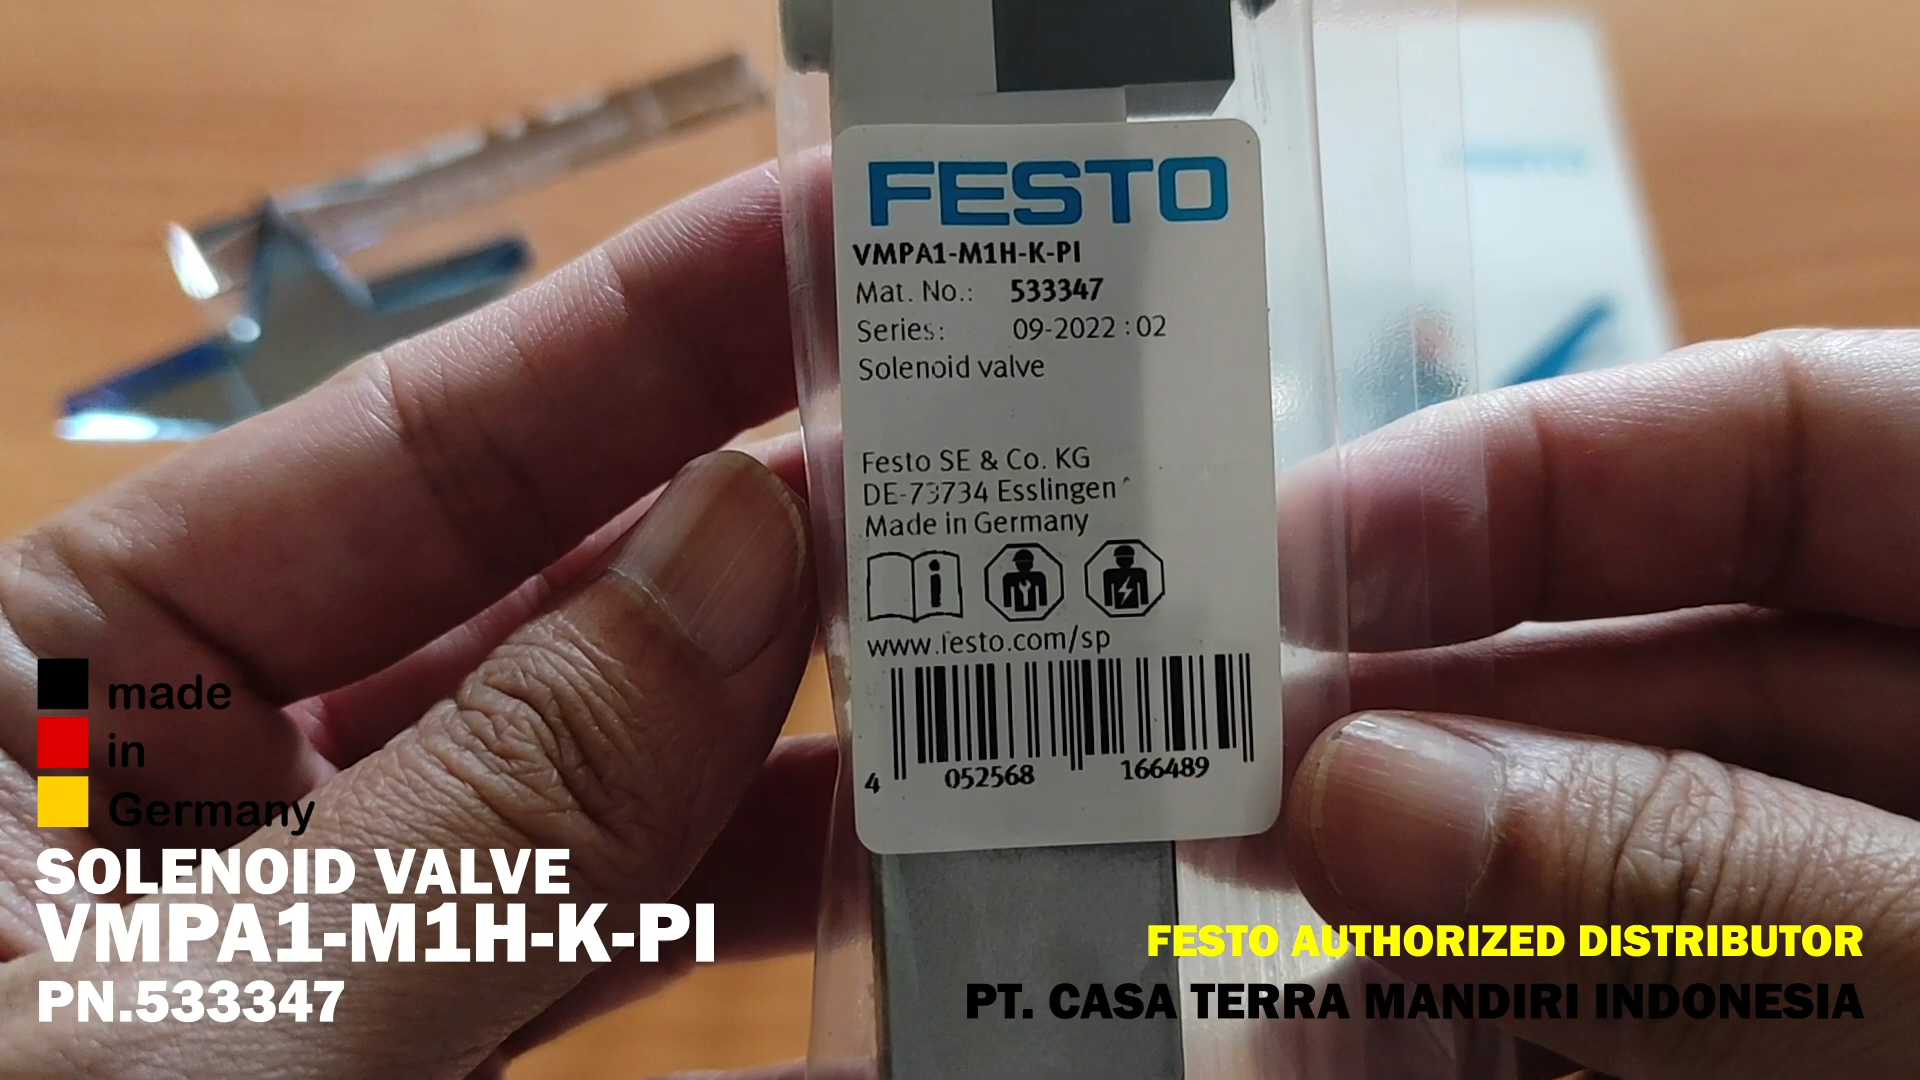 FESTO
VMPA1-M1H-K-PI
Mat. No.: 533347
Series: 09-2022 : 02
Solenoid valve
Festo SE & Co. KG
DE-73734 Esslingen
Made in Germany
www.festo.com/sp
4 052568 166489
made
in
Germany
SOLENOID VALVE
VMPA1-M1H-K-PI
PN.533347
FESTO AUTHORIZED DISTRIBUTOR
PT. CASA TERRA MANDIRI INDONESIA